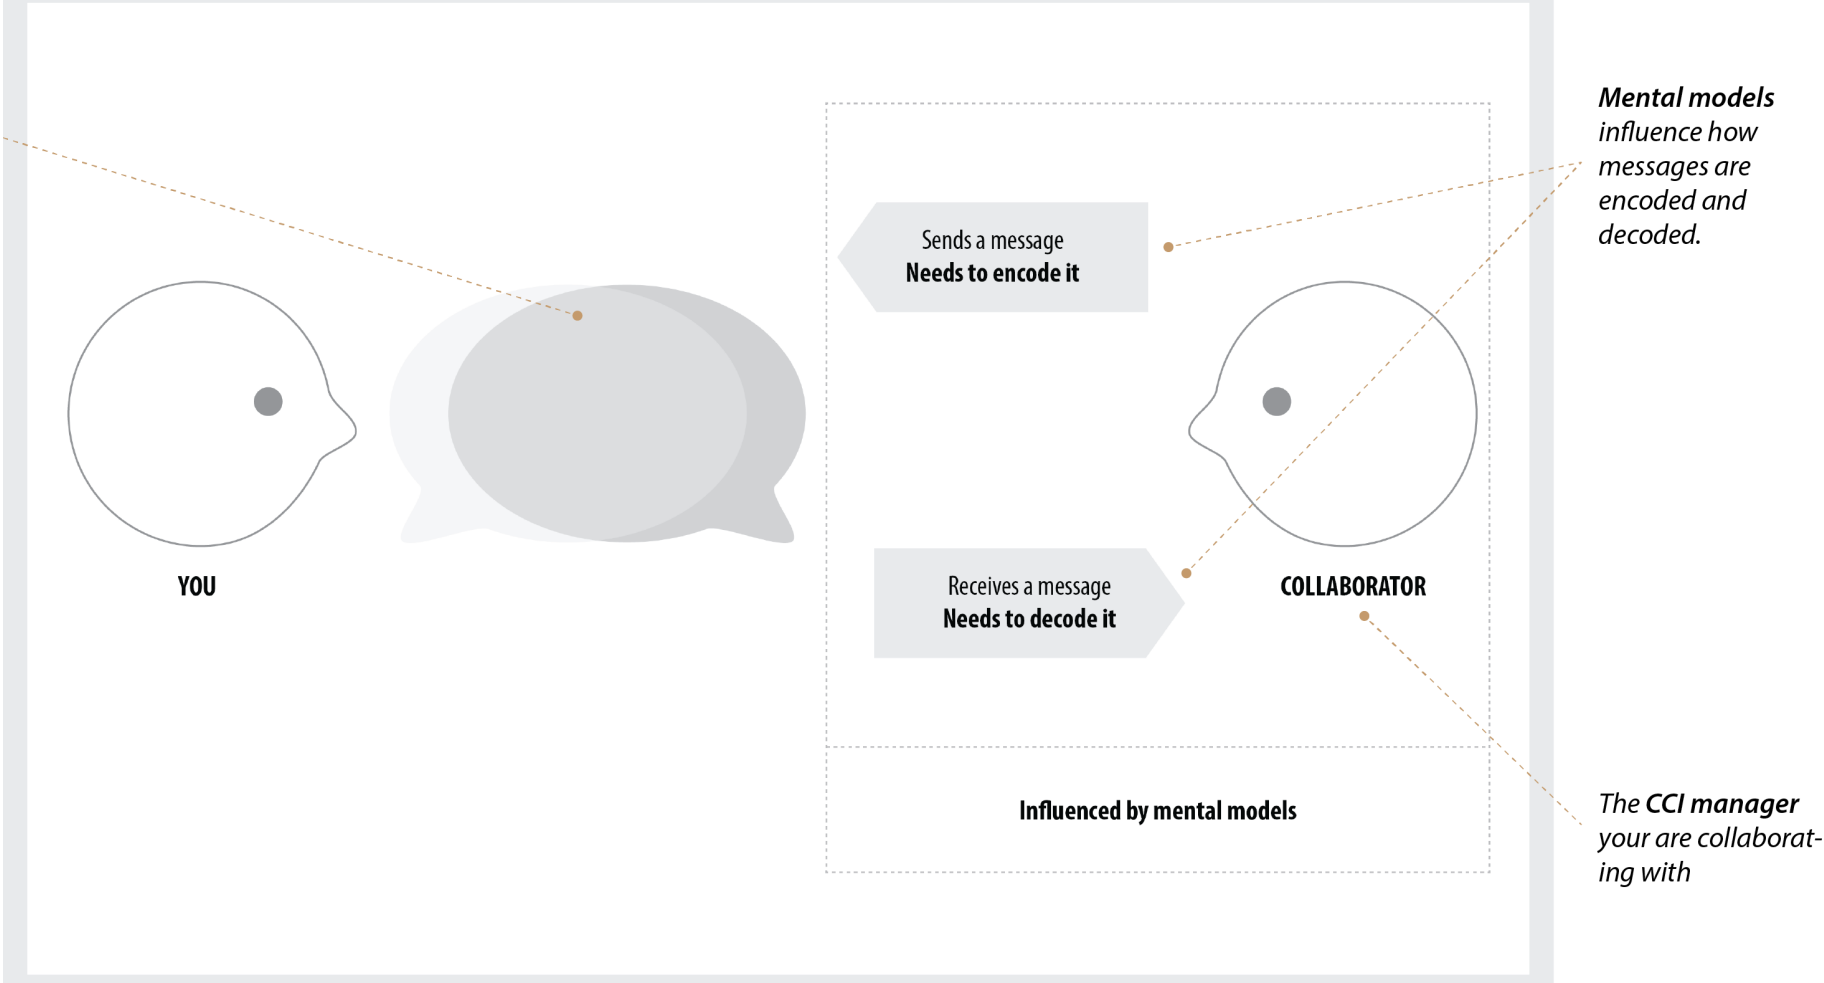 Mental models
influence how
messages are
encoded and
decoded.
Sends a message
Needs to encode it
YOU
Receives a message
Needs to decode it
COLLABORATOR
Influenced by mental models
The CCI manager
your are collaborat-
ing with